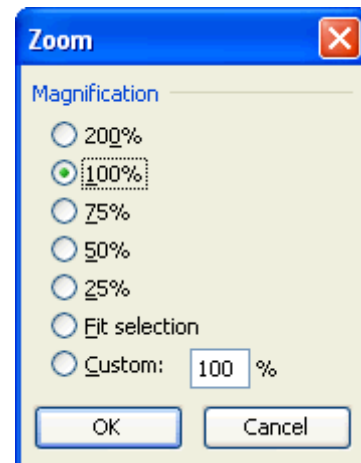 Zoom
Magnification
200%
100%
75%
50%
25%
Fit selection
Custom: 100 %
OK Cancel